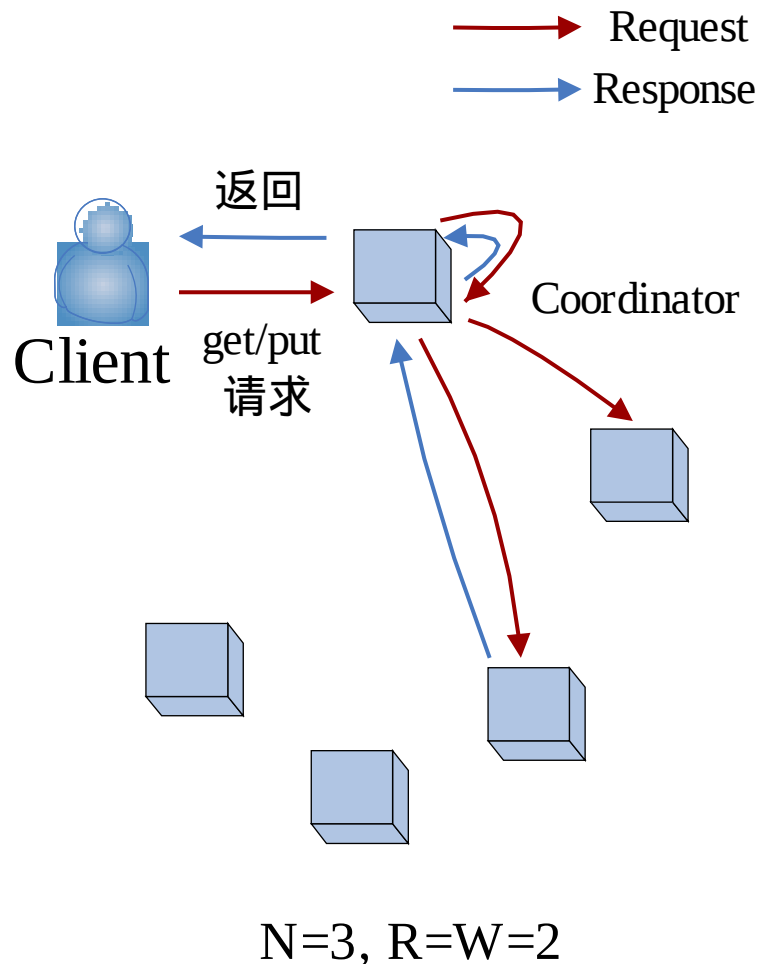 Request
Response
返回
Coordinator
Client
get/put
请求
N=3, R=W=2